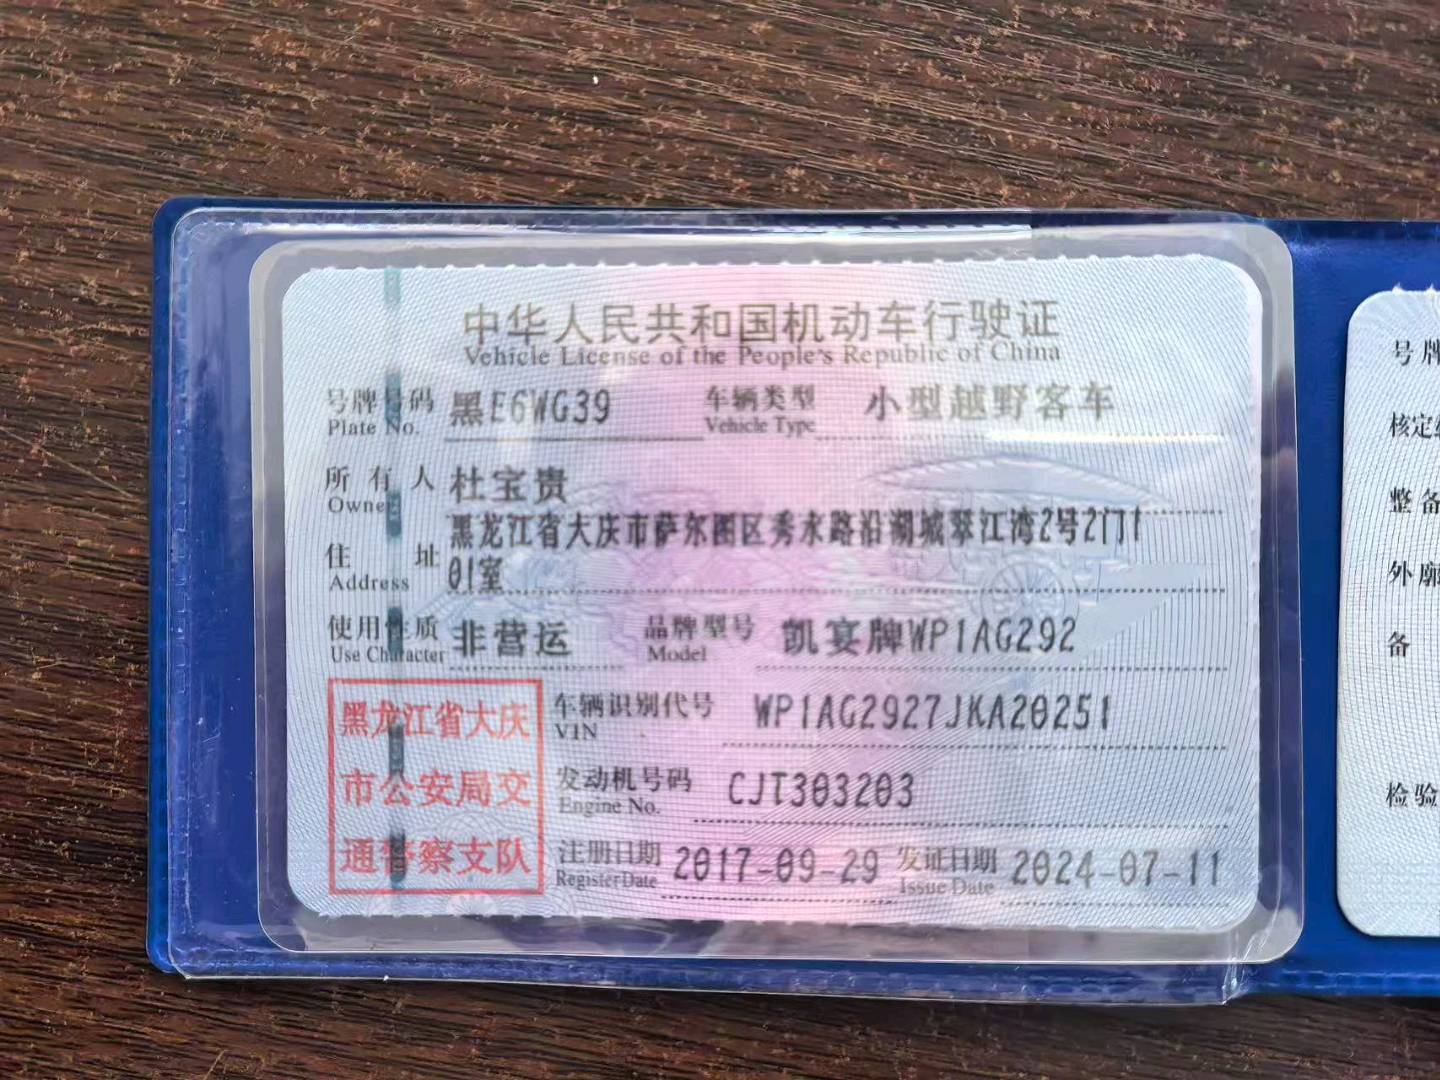 中华人民共和国机动车行驶证
Vehicle License of the People's Republic of China
号牌号码 黑E6WG39 车辆类型 小型越野客车
Plate No. Vehicle Type
所有人 杜宝贵
Owner
黑龙江省大庆市萨尔图区秀水路沿湖城翠江湾2号2门1
住址 01室
Address
使用性质 非营运 品牌型号 凯宴牌WP1AG292
Use Character Model
黑龙江省大庆 车辆识别代号 WP1AG2927JKA20251
VIN
市公安局交 发动机号码 CJT303203
Engine No.
通警察支队 注册日期 2017-09-29 发证日期 2024-07-11
Register Date Issue Date
号牌
核定
整备
外廓
备
检验